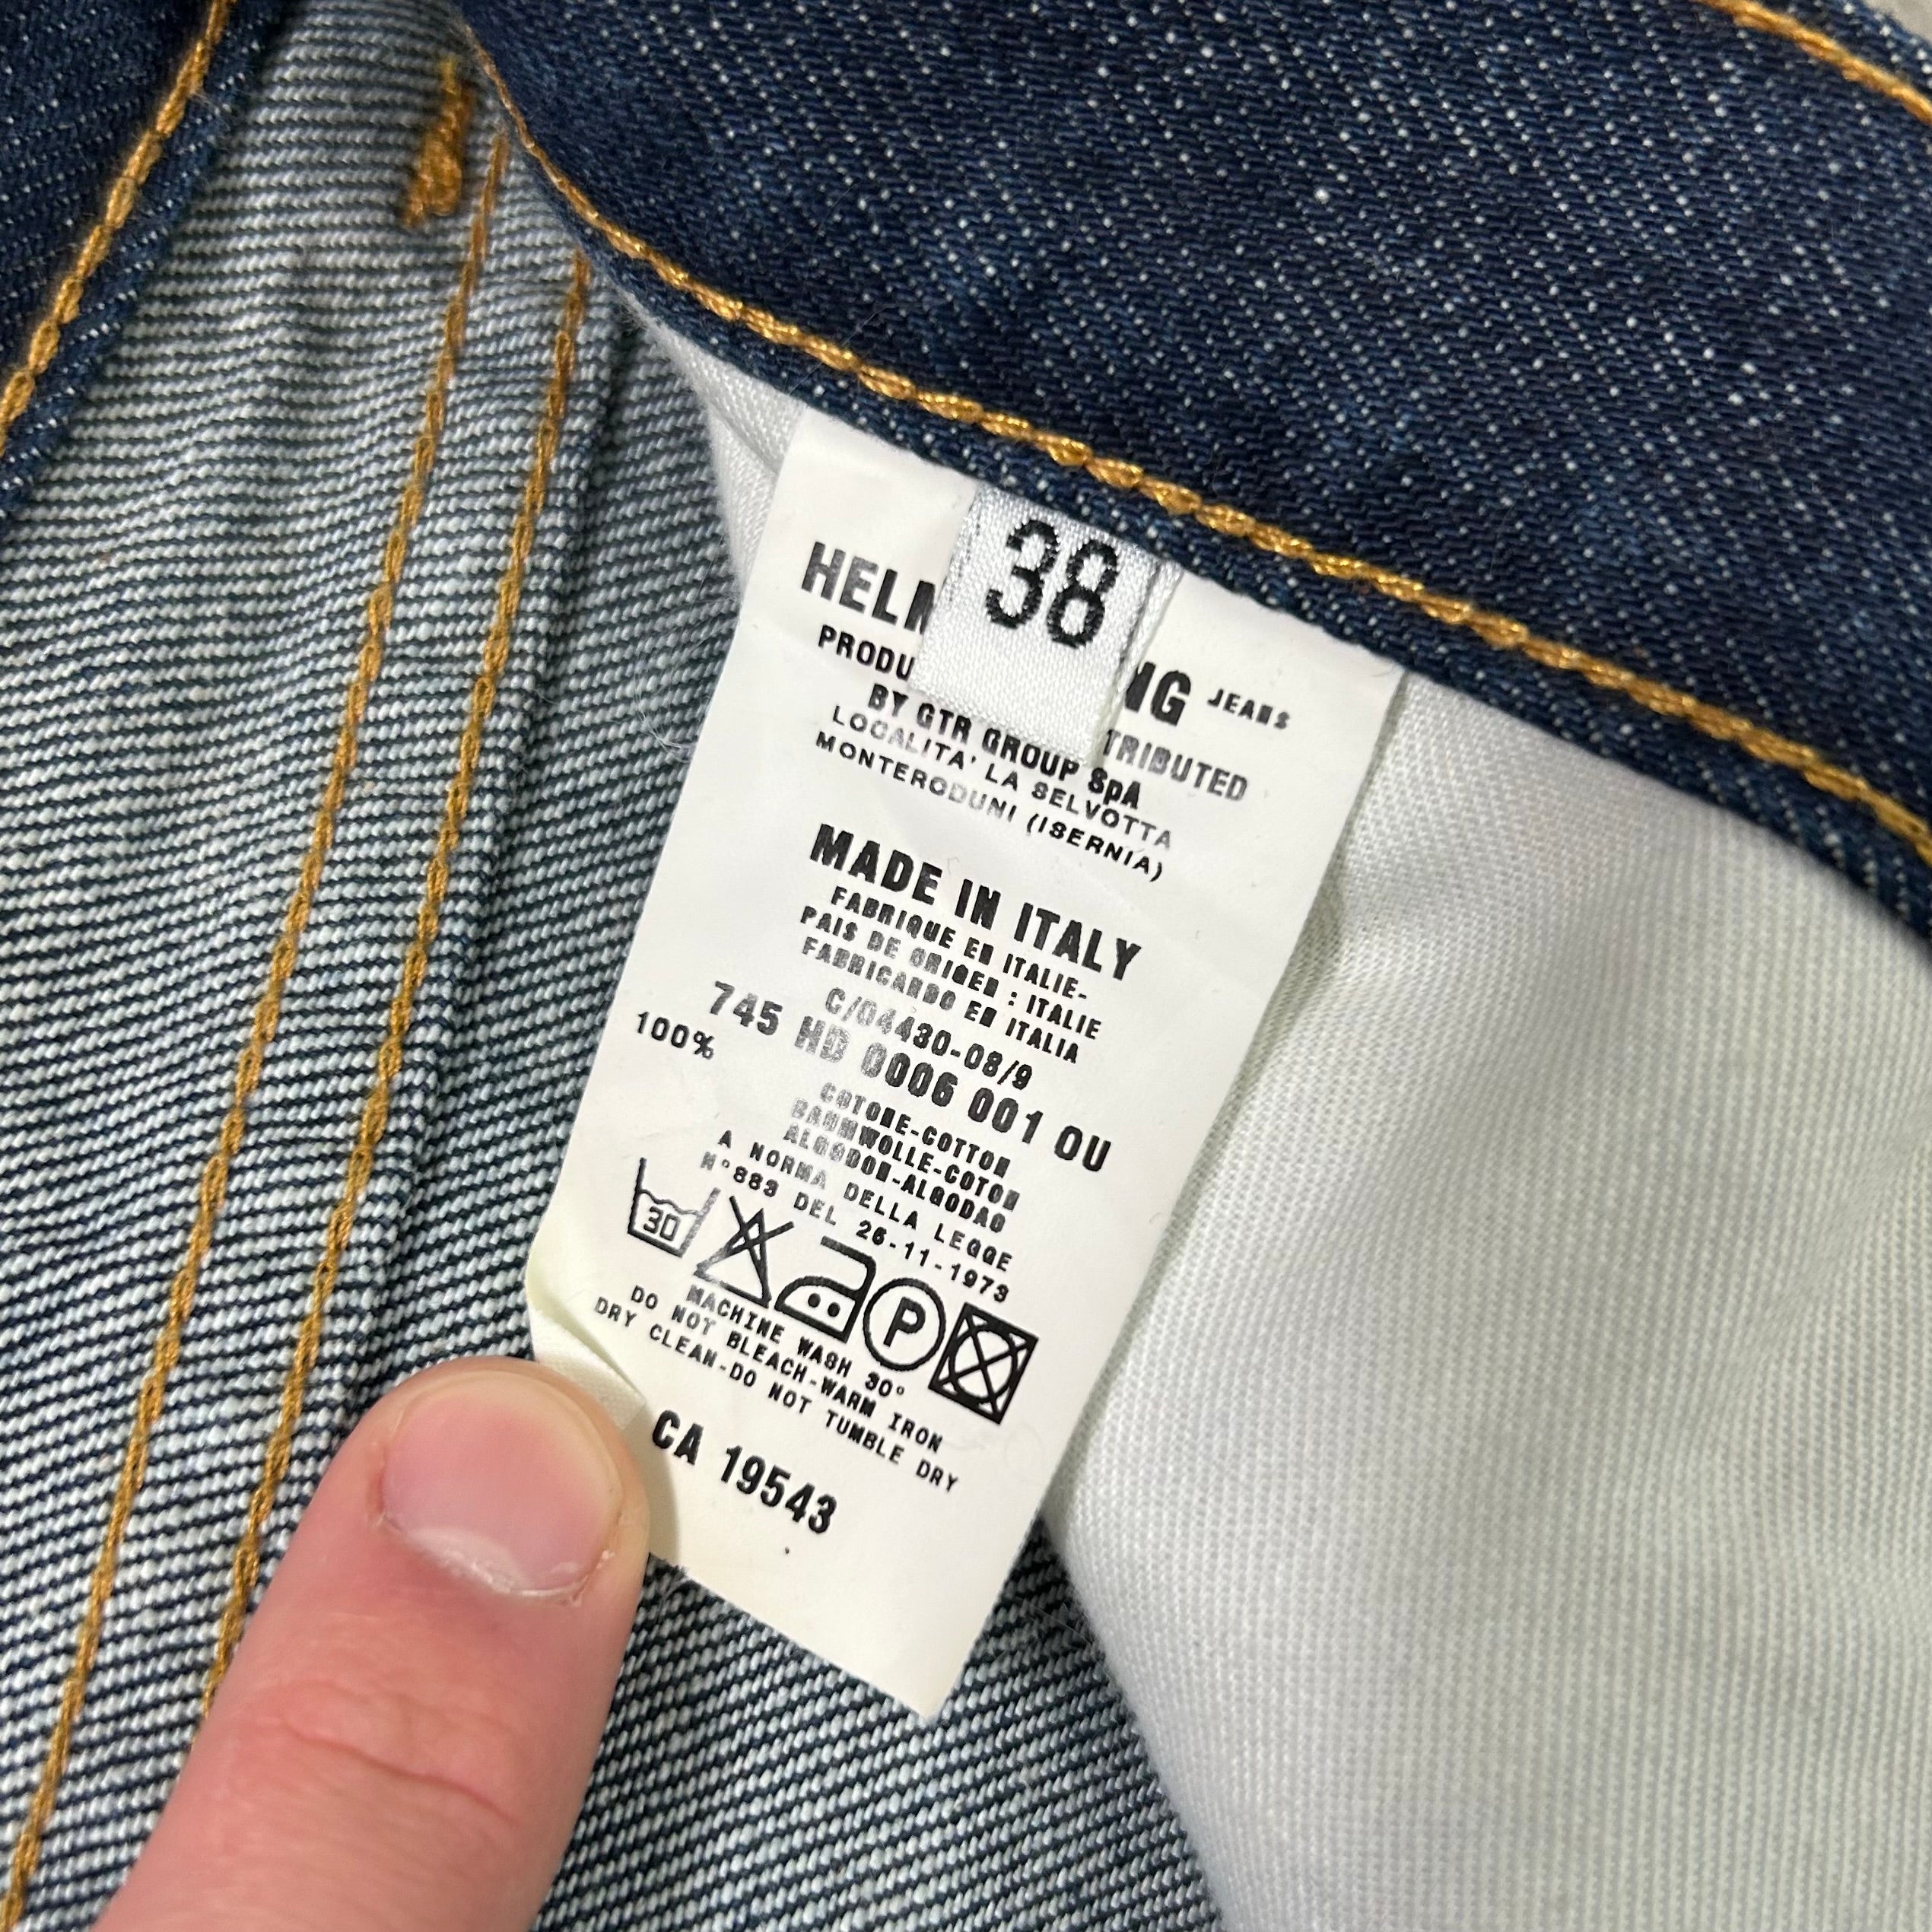 38
HELM NG JEANS
PRODU TRIBUTED
BY GTR GROUP SpA
LOCALITA' LA SELVOTTA
MONTERODUNI (ISERNIA)
MADE IN ITALY
FABRIQUE EN ITALIE-
PAIS DE ORIGEN : ITALIE
FABRICANDO EN ITALIA
C/04430-08/9
745 HD 0006 001 OU
100%
COTONE-COTTON
BAUMWOLLE-COTON
ALGODON-ALGODAO
A NORMA DELLA LEGGE
N°883 DEL 26-11-1973
30
P
MACHINE WASH 30°
DO NOT BLEACH-WARM IRON
DRY CLEAN-DO NOT TUMBLE DRY
CA 19543